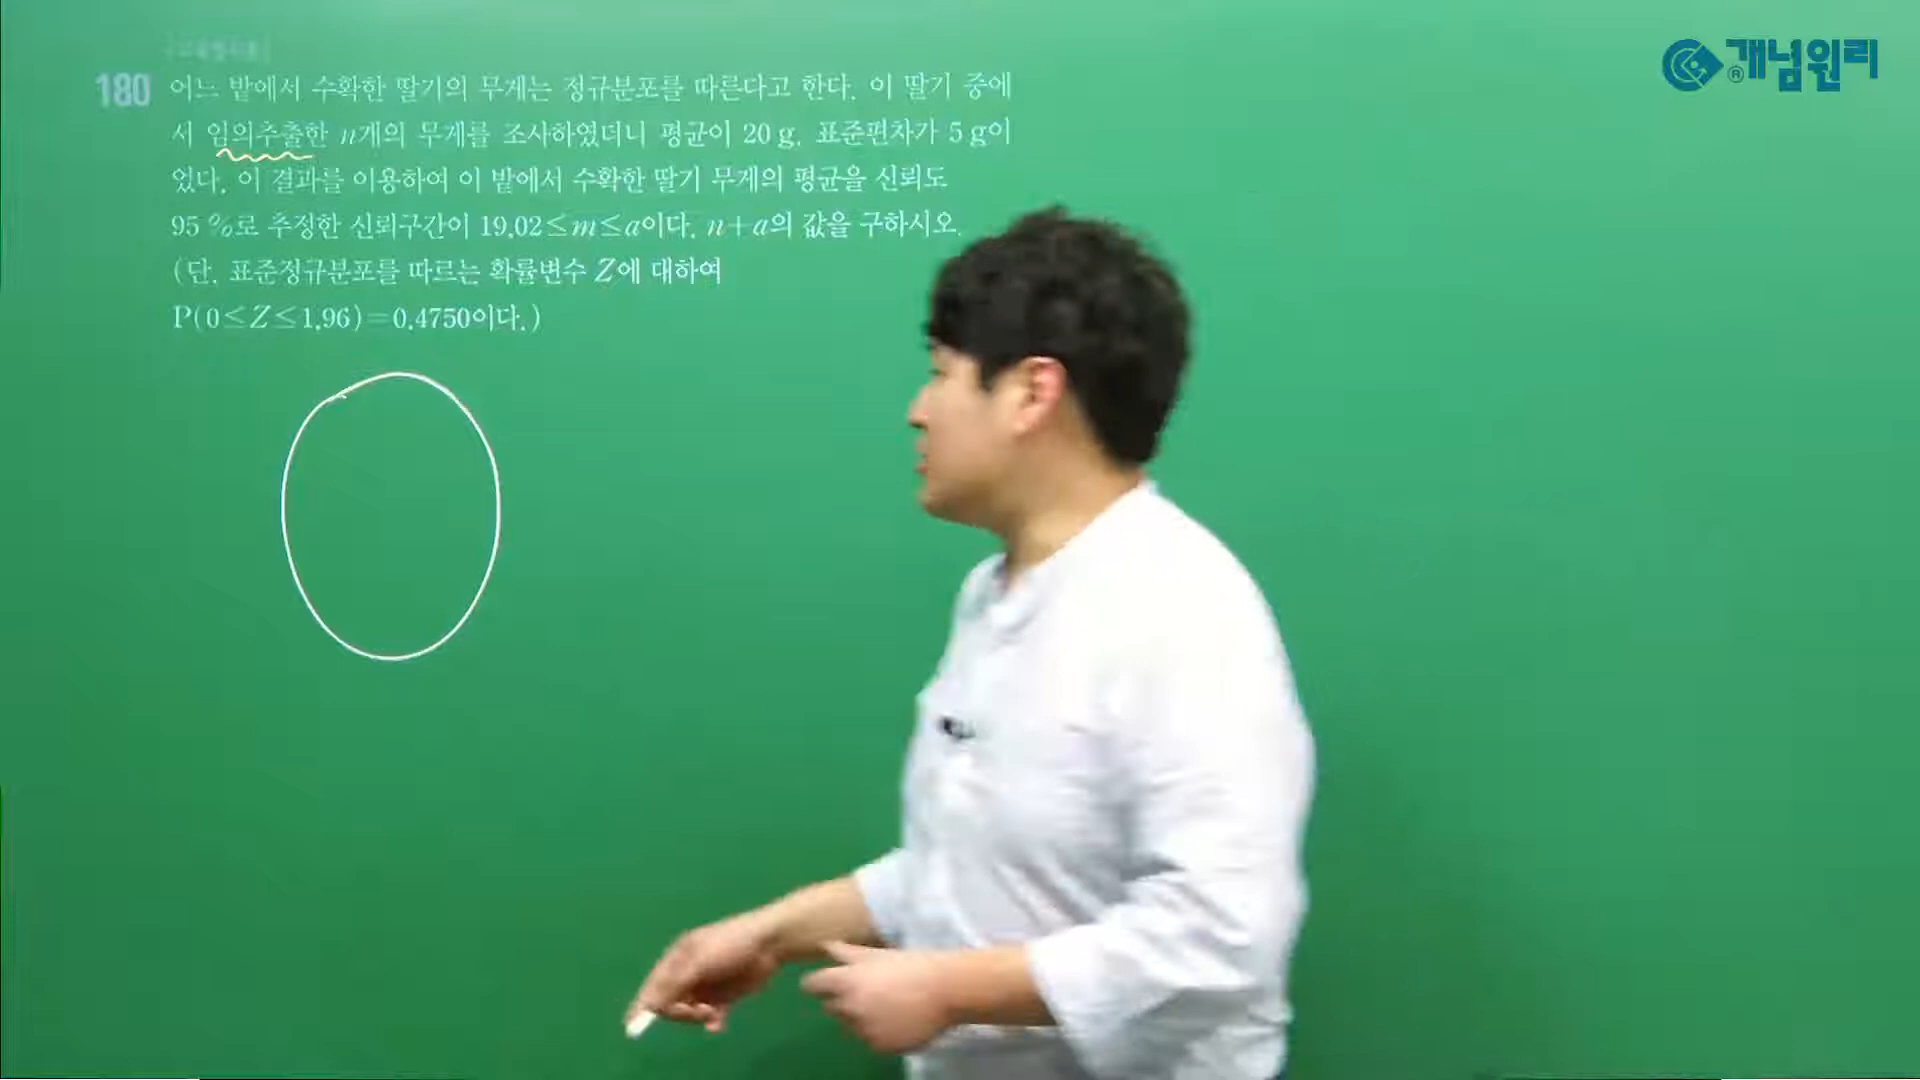 개념원리
®
180 어느 밭에서 수확한 딸기의 무게는 정규분포를 따른다고 한다. 이 딸기 중에
서 임의추출한 n개의 무게를 조사하였더니 평균이 20 g, 표준편차가 5 g이
었다. 이 결과를 이용하여 이 밭에서 수확한 딸기 무게의 평균을 신뢰도
95 %로 추정한 신뢰구간이 19.02≤m≤a이다. n+a의 값을 구하시오.
(단, 표준정규분포를 따르는 확률변수 Z에 대하여
P(0≤Z≤1.96)=0.4750이다.)